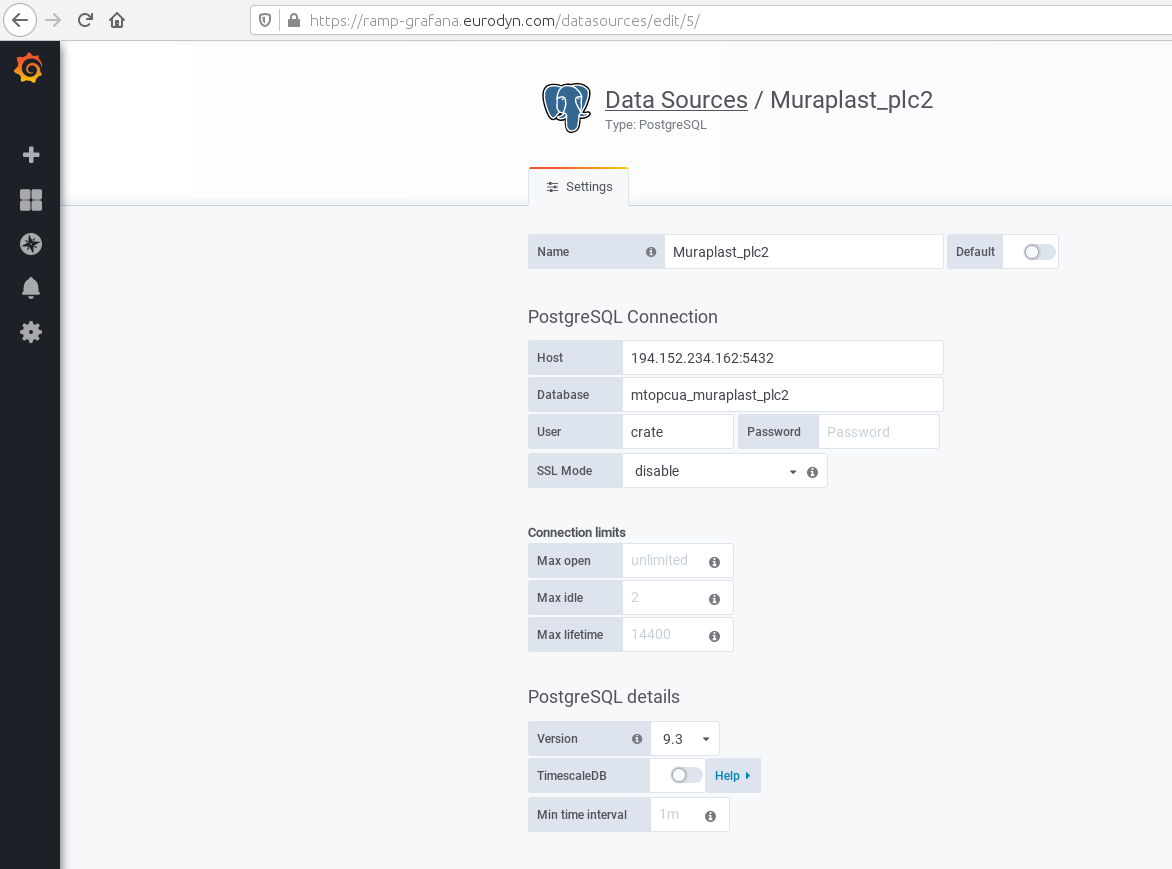 https://ramp-grafana.eurodyn.com/datasources/edit/5/
Data Sources / Muraplast_plc2
Type: PostgreSQL
Settings
Name Muraplast_plc2 Default
PostgreSQL Connection
Host 194.152.234.162:5432
Database mtopcua_muraplast_plc2
User crate Password Password
SSL Mode disable
Connection limits
Max open unlimited
Max idle 2
Max lifetime 14400
PostgreSQL details
Version 9.3
TimescaleDB Help
Min time interval 1m